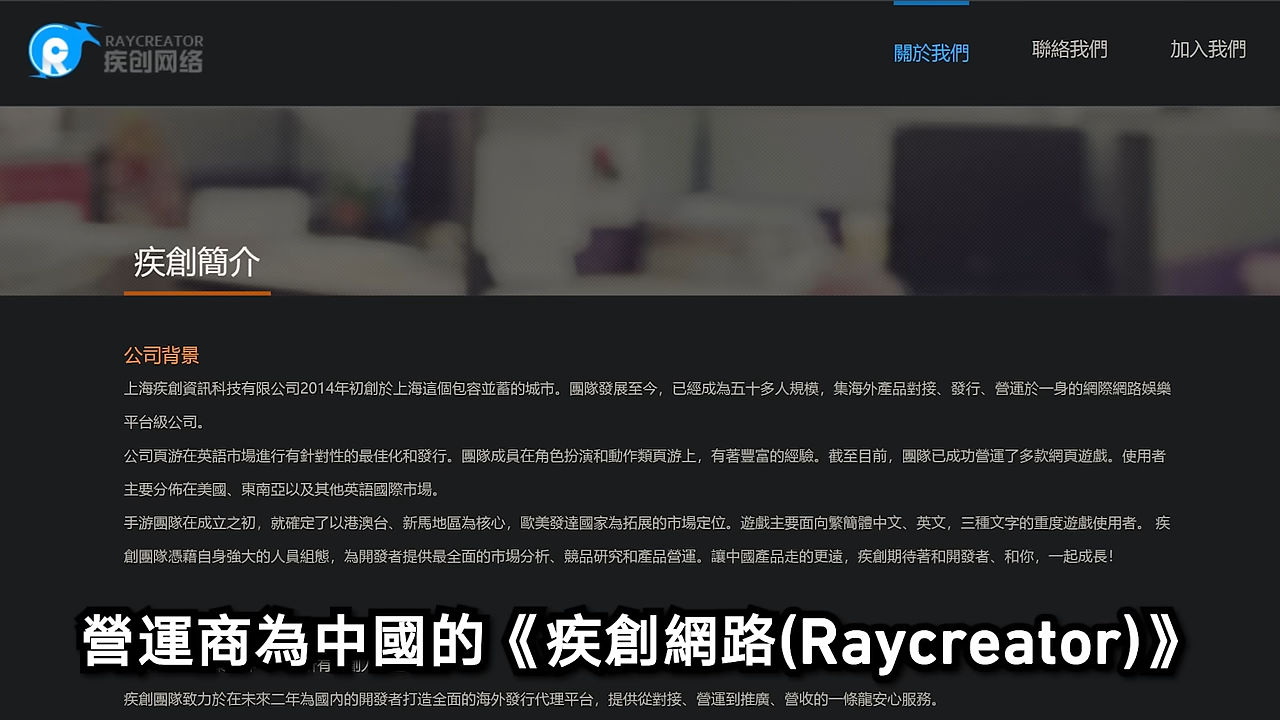 RAYCREATOR
疾创网络
關於我們
聯絡我們
加入我們
疾創簡介
公司背景
上海疾創資訊科技有限公司2014年初創於上海這個包容並蓄的城市。團隊發展至今，已經成為五十多人規模，集海外產品對接、發行、營運於一身的網際網路娛樂
平台級公司。
公司頁游在英語市場進行有針對性的最佳化和發行。團隊成員在角色扮演和動作類頁游上，有著豐富的經驗。截至目前，團隊已成功營運了多款網頁遊戲。使用者
主要分佈在美國、東南亞以及其他英語國際市場。
手游團隊在成立之初，就確定了以港澳台、新馬地區為核心，歐美發達國家為拓展的市場定位。遊戲主要面向繁簡體中文、英文，三種文字的重度遊戲使用者。 疾
創團隊憑藉自身強大的人員組態，為開發者提供最全面的市場分析、競品研究和產品營運。讓中國產品走的更遠，疾創期待著和開發者、和你，一起成長！
營運商為中國的《疾創網路(Raycreator)》
疾創團隊致力於在未來二年為國內的開發者打造全面的海外發行代理平台，提供從對接、營運到推廣、營收的一條龍安心服務。